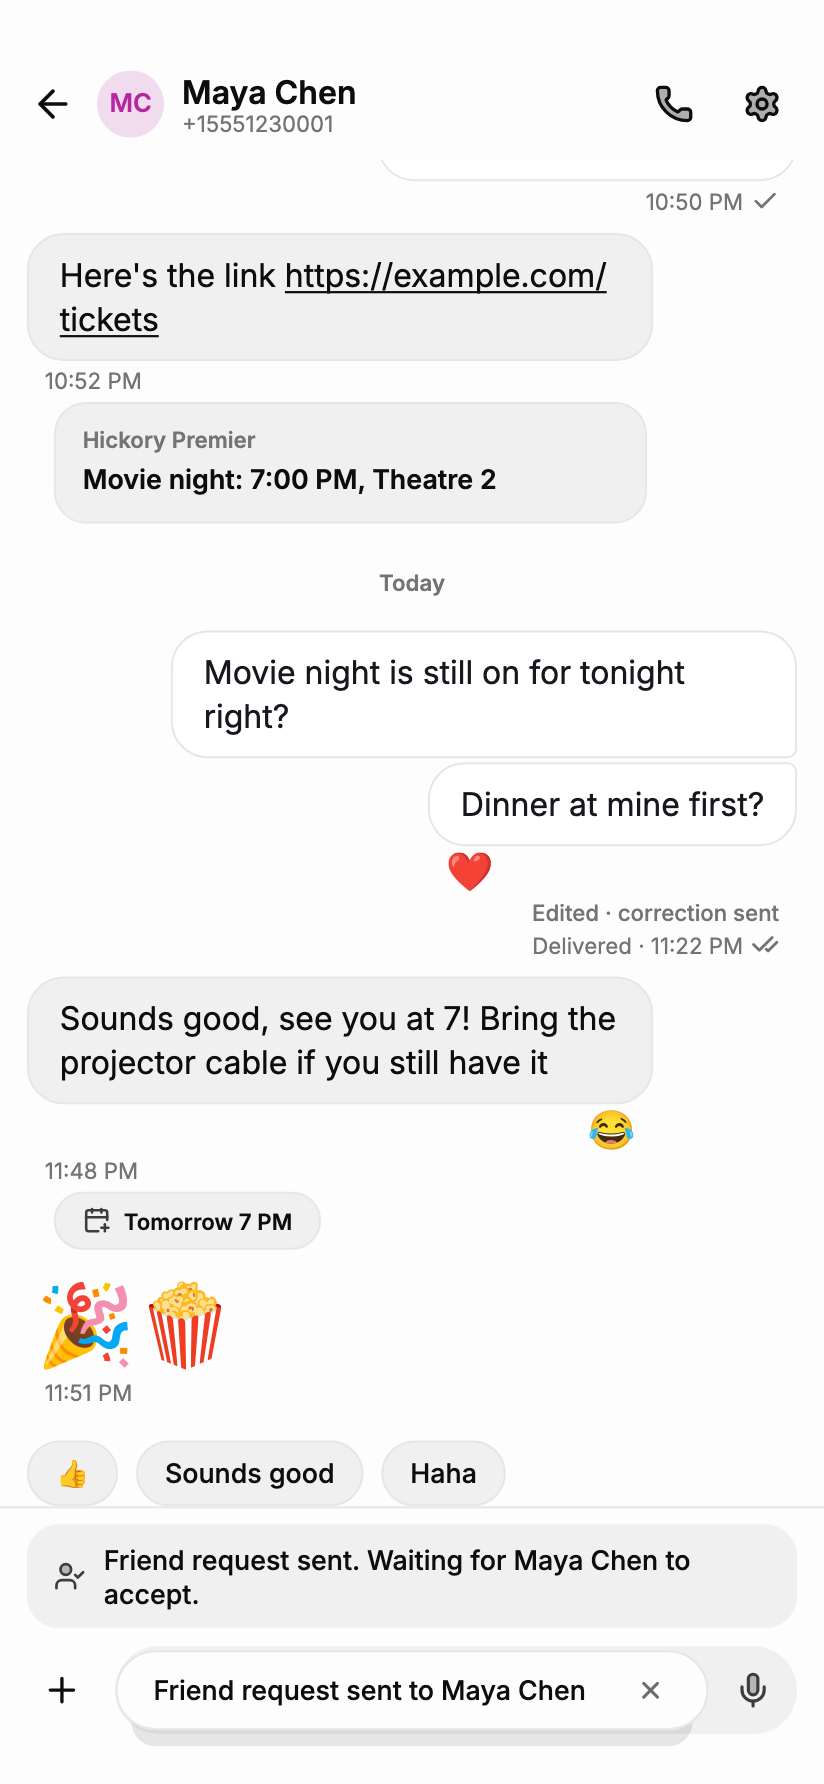 MC
Maya Chen
+15551230001
10:50 PM
Here's the link https://example.com/
tickets
10:52 PM
Hickory Premier
Movie night: 7:00 PM, Theatre 2
Today
Movie night is still on for tonight
right?
Dinner at mine first?
❤️
Edited · correction sent
Delivered · 11:22 PM
Sounds good, see you at 7! Bring the
projector cable if you still have it
😂
11:48 PM
Tomorrow 7 PM
🎉🍿
11:51 PM
👍 Sounds good Haha
Friend request sent. Waiting for Maya Chen to
accept.
Friend request sent to Maya Chen